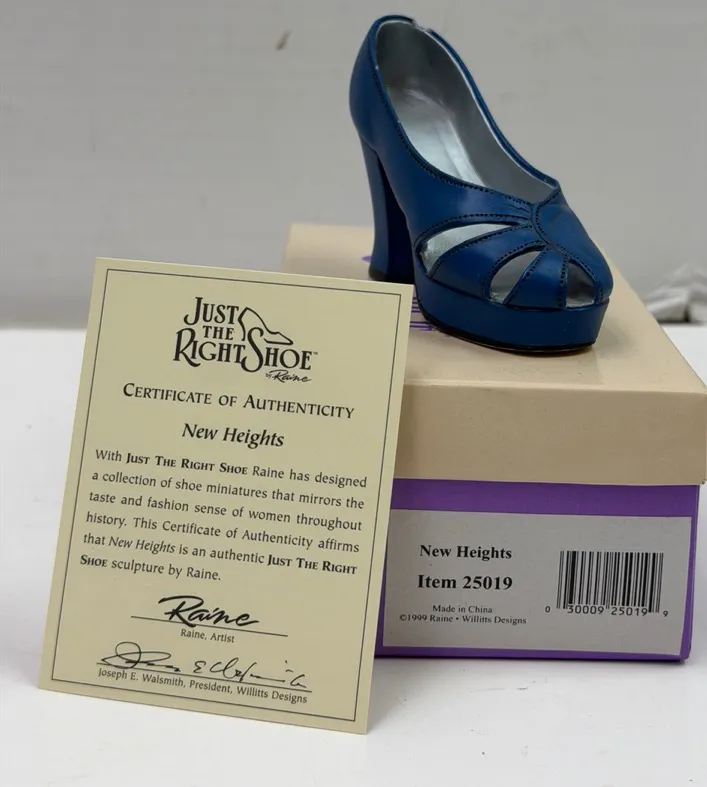 JUST
THE
RIGHT SHOE™
by Raine
CERTIFICATE OF AUTHENTICITY
New Heights
With JUST THE RIGHT SHOE Raine has designed
a collection of shoe miniatures that mirrors the
taste and fashion sense of women throughout
history. This Certificate of Authenticity affirms
that New Heights is an authentic JUST THE RIGHT
SHOE sculpture by Raine.
Raine
Raine, Artist
Joseph E. Walsmith, President, Willitts Designs
New Heights
Item 25019
Made in China
©1999 Raine • Willitts Designs
0 30009 25019 9